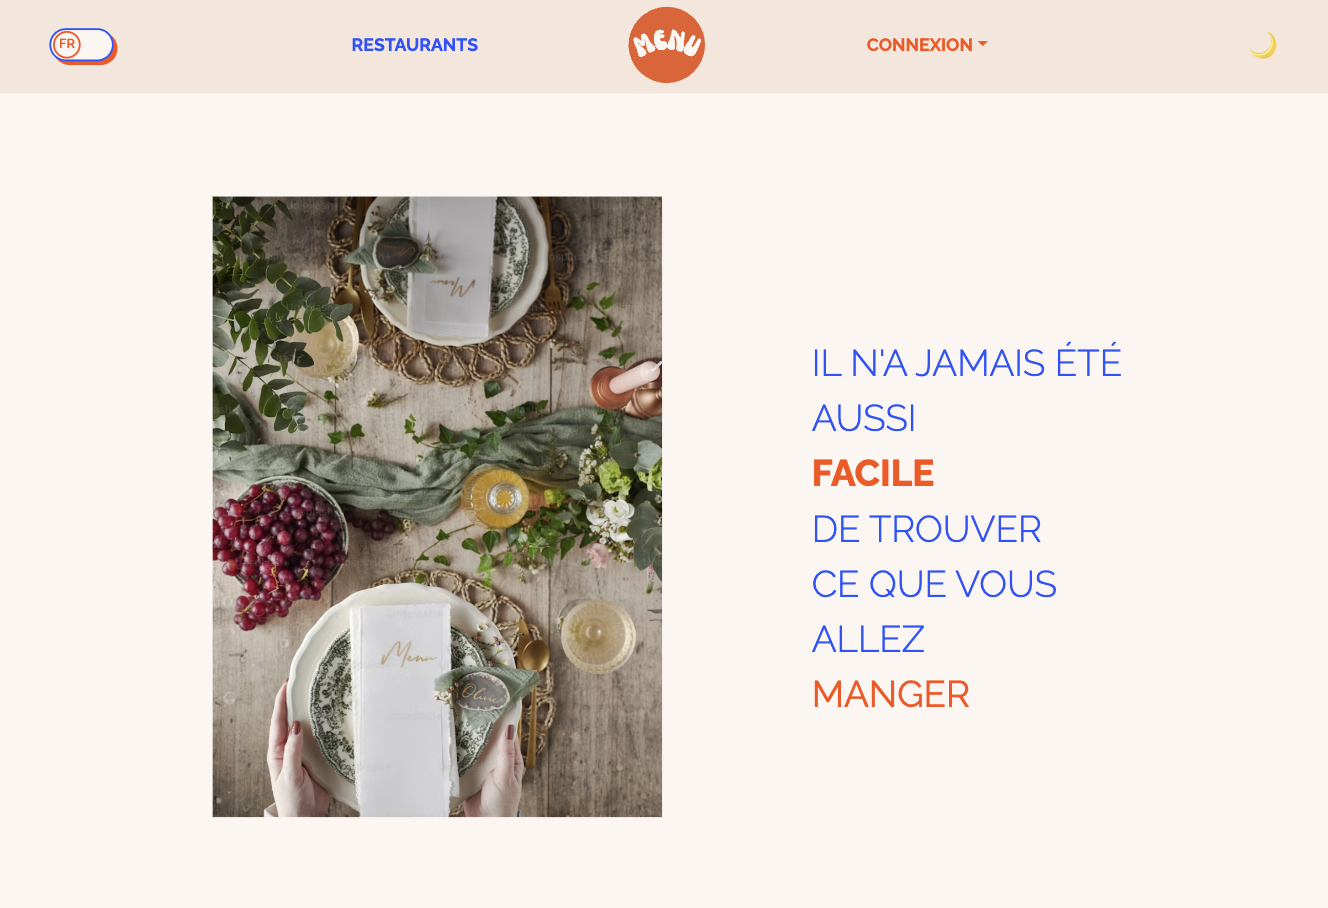 FR
RESTAURANTS
MENU
CONNEXION
Menu
Menu
Olivia
IL N'A JAMAIS ÉTÉ
AUSSI
FACILE
DE TROUVER
CE QUE VOUS
ALLEZ
MANGER